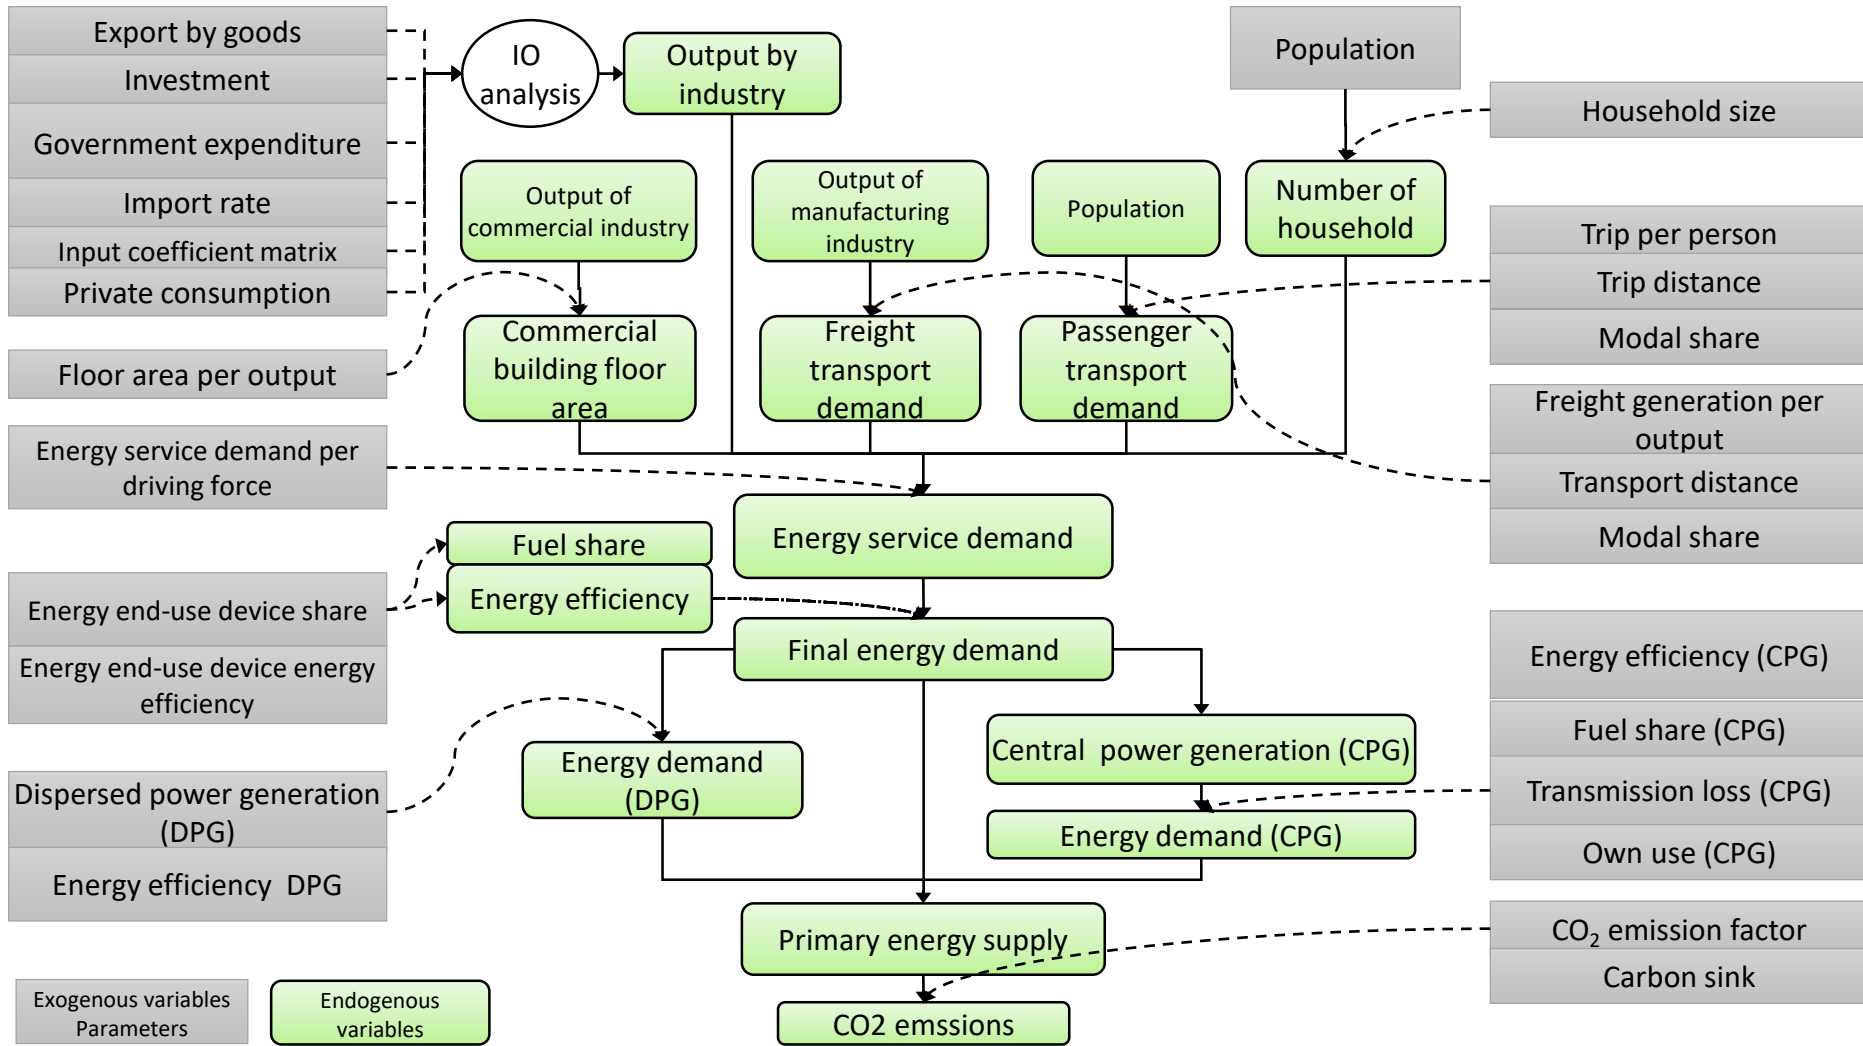 Export by goods
Investment
Government expenditure
Import rate
Input coefficient matrix
Private consumption
Floor area per output
Energy service demand per
driving force
Energy end-use device share
Energy end-use device energy
efficiency
Dispersed power generation
(DPG)
Energy efficiency DPG
Exogenous variables
Parameters
Endogenous
variables
IO
analysis
Output by
industry
Output of
commercial industry
Output of
manufacturing
industry
Population
Population
Number of
household
Commercial
building floor
area
Freight
transport
demand
Passenger
transport
demand
Energy service demand
Fuel share
Energy efficiency
Final energy demand
Energy demand
(DPG)
Central power generation (CPG)
Energy demand (CPG)
Primary energy supply
CO2 emssions
Household size
Trip per person
Trip distance
Modal share
Freight generation per
output
Transport distance
Modal share
Energy efficiency (CPG)
Fuel share (CPG)
Transmission loss (CPG)
Own use (CPG)
CO₂ emission factor
Carbon sink